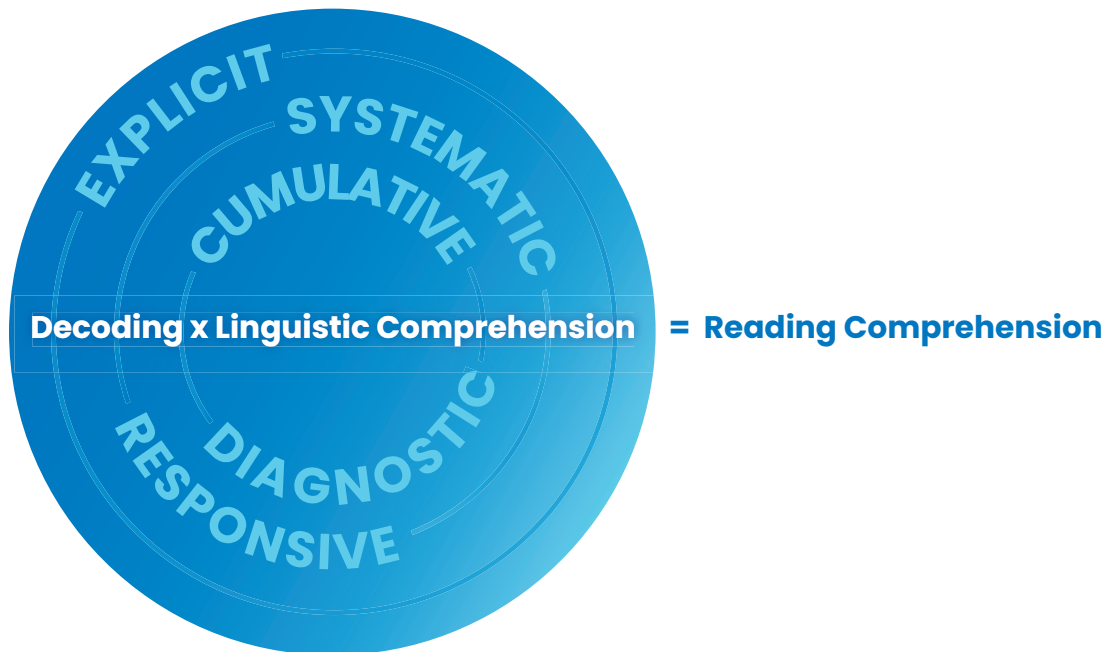 EXPLICIT
SYSTEMATIC
CUMULATIVE
Decoding x Linguistic Comprehension = Reading Comprehension
DIAGNOSTIC
RESPONSIVE